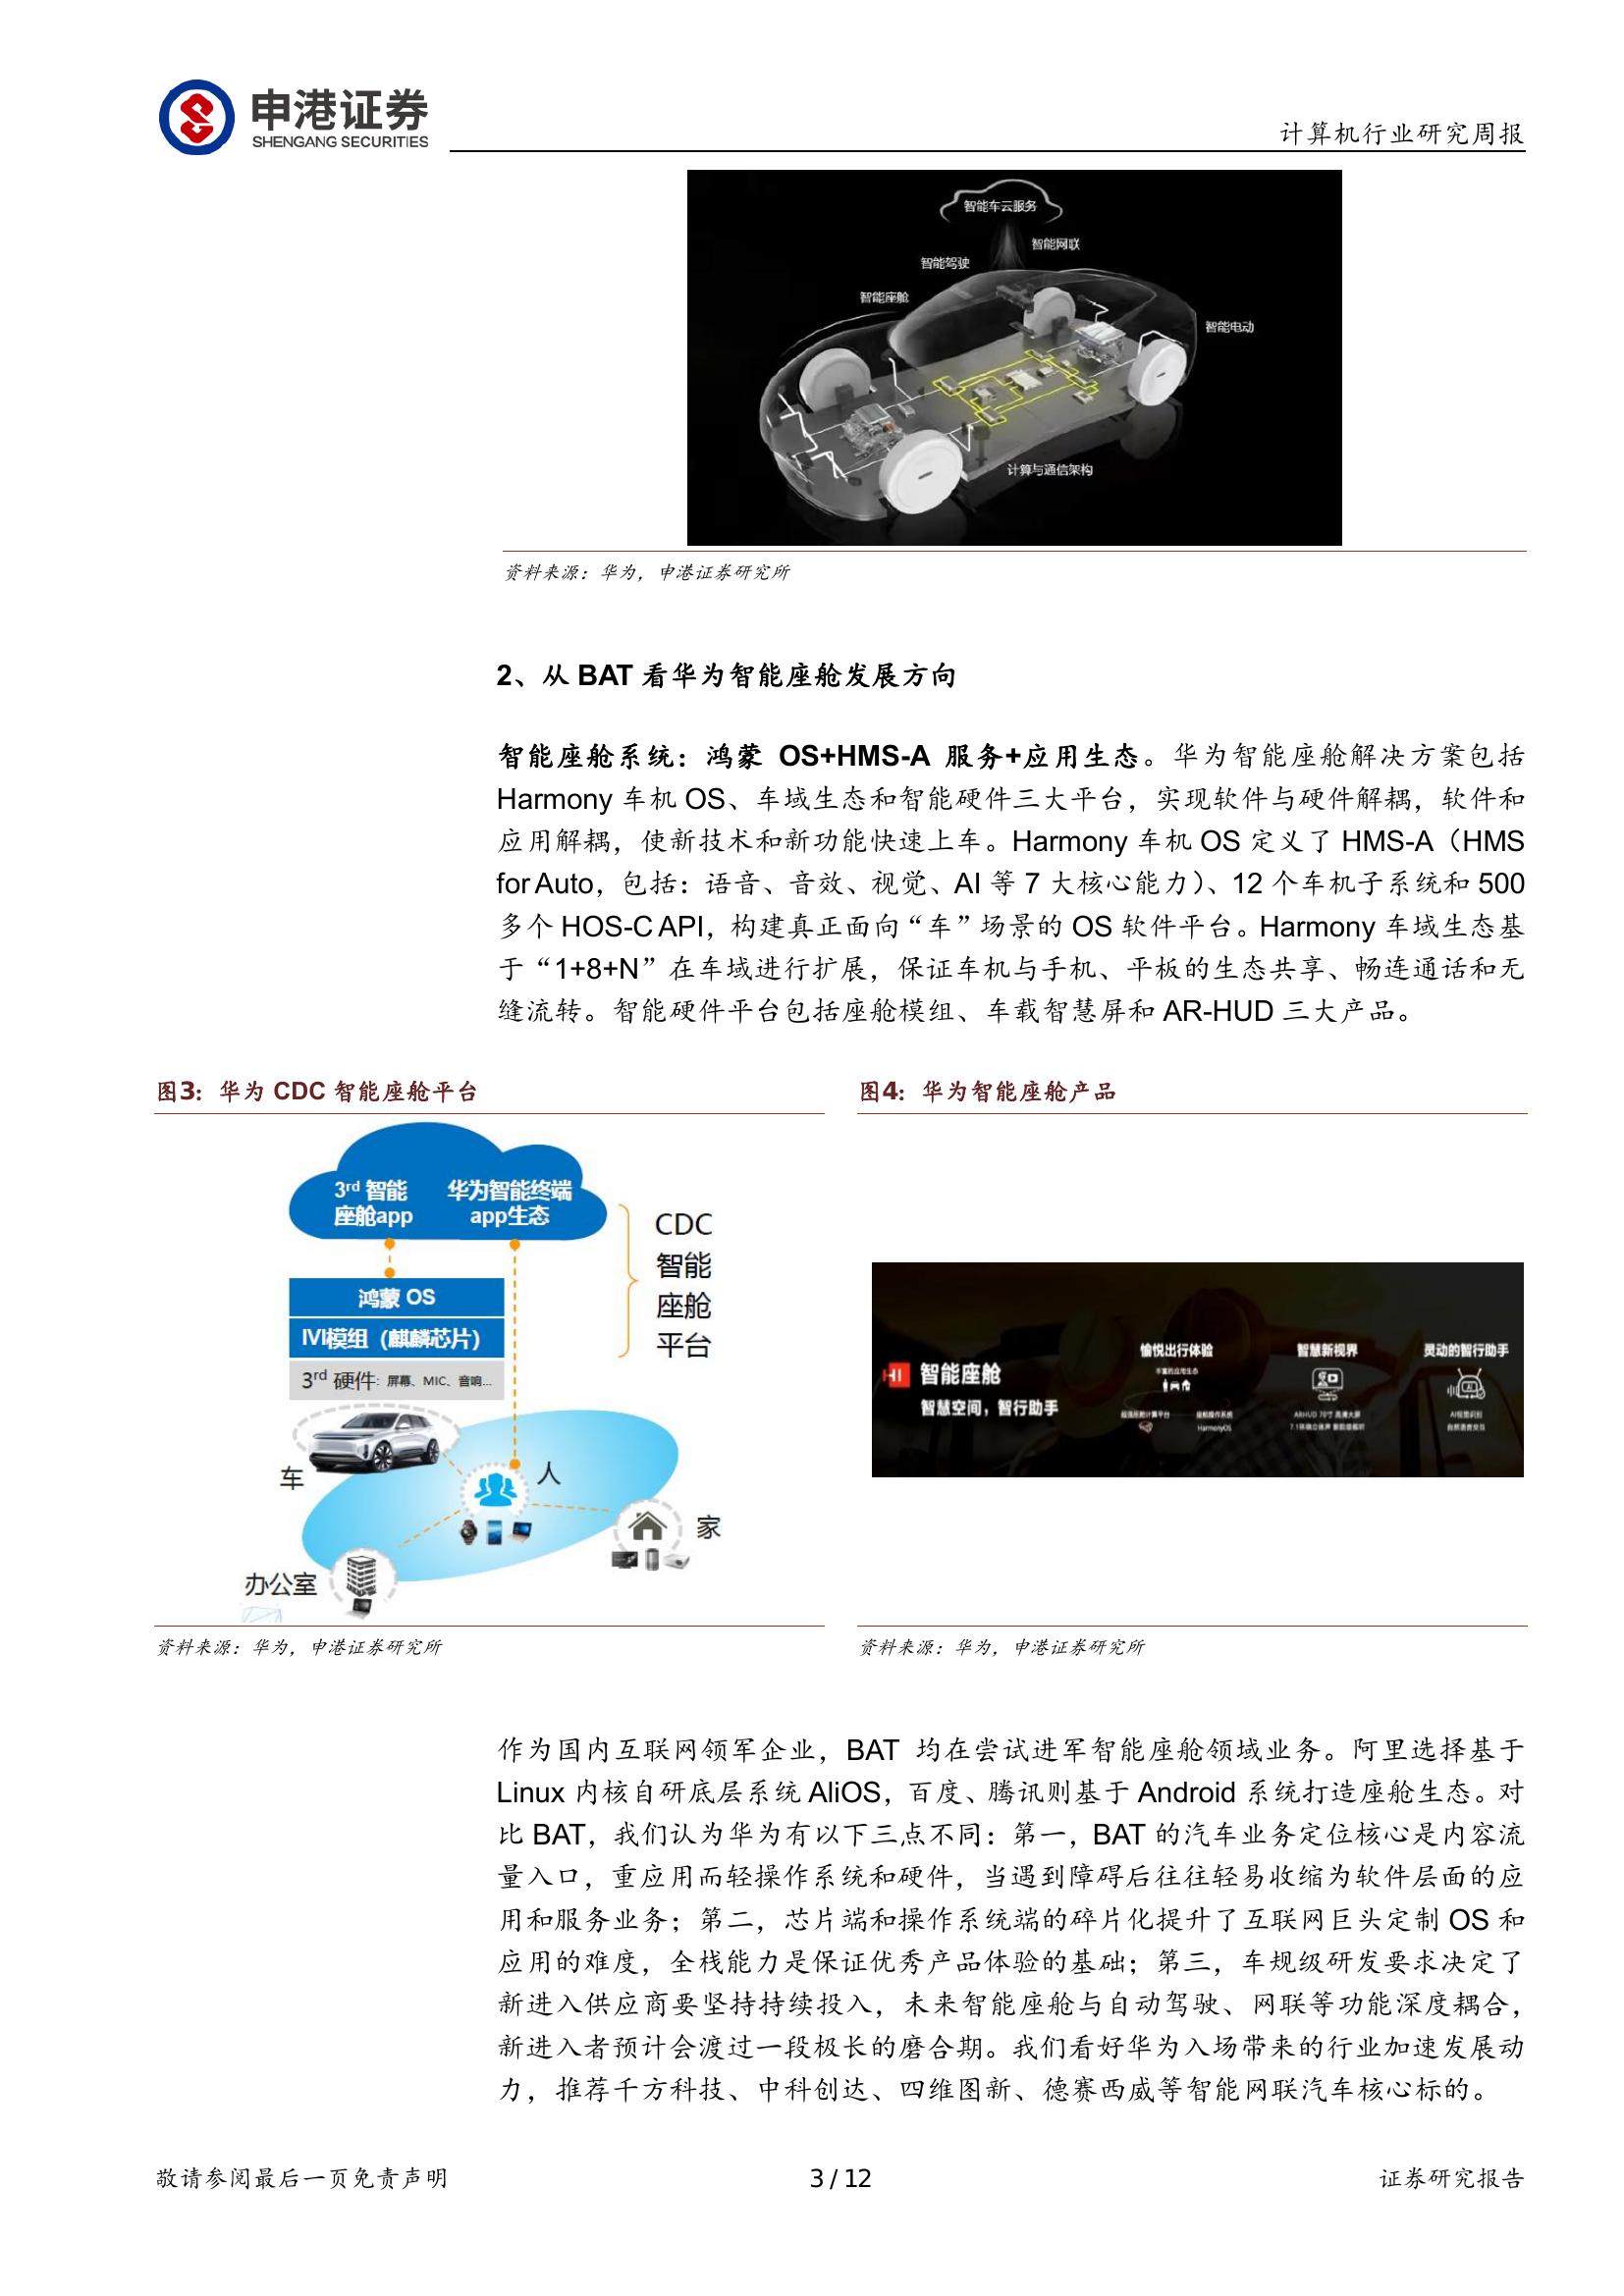 申港证券
SHENGANG SECURITIES
计算机行业研究周报
智能车云服务
智能网联
智能驾驶
智能座舱
智能电动
计算与通信架构
资料来源：华为，申港证券研究所
2、从 BAT 看华为智能座舱发展方向
智能座舱系统：鸿蒙 OS+HMS-A 服务+应用生态。华为智能座舱解决方案包括
Harmony 车机 OS、车域生态和智能硬件三大平台，实现软件与硬件解耦，软件和
应用解耦，使新技术和新功能快速上车。Harmony 车机 OS 定义了 HMS-A（HMS
for Auto，包括：语音、音效、视觉、AI 等 7 大核心能力）、12 个车机子系统和 500
多个 HOS-C API，构建真正面向“车”场景的 OS 软件平台。Harmony 车域生态基
于“1+8+N”在车域进行扩展，保证车机与手机、平板的生态共享、畅连通话和无
缝流转。智能硬件平台包括座舱模组、车载智慧屏和 AR-HUD 三大产品。
图3：华为 CDC 智能座舱平台
3rd 智能
座舱app
华为智能终端
app生态
CDC
智能
座舱
平台
鸿蒙 OS
IVI模组（麒麟芯片）
3rd 硬件: 屏幕、MIC、音响...
车
人
家
办公室
资料来源：华为，申港证券研究所
图4：华为智能座舱产品
HI
智能座舱
智慧空间，智行助手
愉悦出行体验
丰富的应用生态
座舱操作系统
HarmonyOS
智慧新视界
灵动的智行助手
资料来源：华为，申港证券研究所
作为国内互联网领军企业，BAT 均在尝试进军智能座舱领域业务。阿里选择基于
Linux 内核自研底层系统 AliOS，百度、腾讯则基于 Android 系统打造座舱生态。对
比 BAT，我们认为华为有以下三点不同：第一，BAT 的汽车业务定位核心是内容流
量入口，重应用而轻操作系统和硬件，当遇到障碍后往往轻易收缩为软件层面的应
用和服务业务；第二，芯片端和操作系统端的碎片化提升了互联网巨头定制 OS 和
应用的难度，全栈能力是保证优秀产品体验的基础；第三，车规级研发要求决定了
新进入供应商要坚持持续投入，未来智能座舱与自动驾驶、网联等功能深度耦合，
新进入者预计会渡过一段极长的磨合期。我们看好华为入场带来的行业加速发展动
力，推荐千方科技、中科创达、四维图新、德赛西威等智能网联汽车核心标的。
敬请参阅最后一页免责声明
3 / 12
证券研究报告